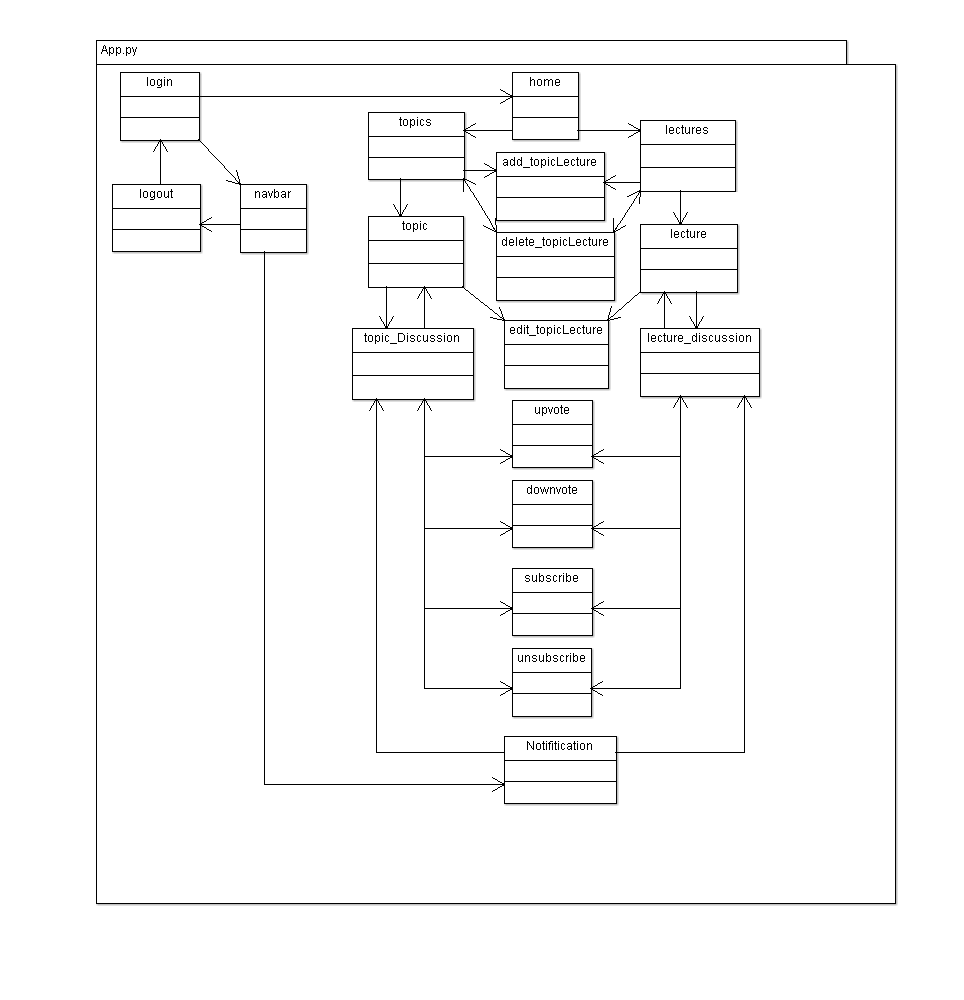 App.py
login
home
topics
lectures
add_topicLecture
logout
navbar
topic
lecture
delete_topicLecture
topic_Discussion
edit_topicLecture
lecture_discussion
upvote
downvote
subscribe
unsubscribe
Notifitication